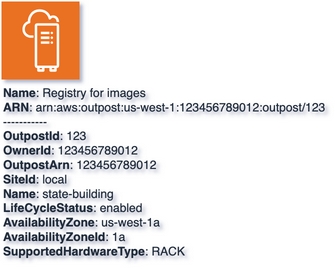 Name: Registry for images
ARN: arn:aws:outpost:us-west-1:123456789012:outpost/123
-----------
OutpostId: 123
OwnerId: 123456789012
OutpostArn: 123456789012
SiteId: local
Name: state-building
LifeCycleStatus: enabled
AvailabilityZone: us-west-1a
AvailabilityZoneId: 1a
SupportedHardwareType: RACK